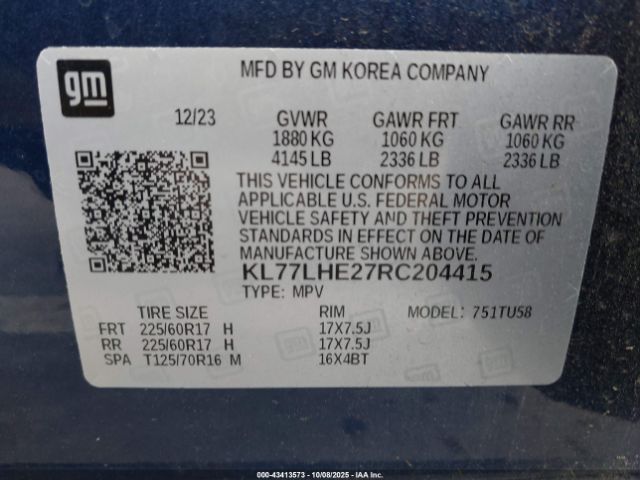 gm
MFD BY GM KOREA COMPANY
12/23 GVWR GAWR FRT GAWR RR
1880 KG 1060 KG 1060 KG
4145 LB 2336 LB 2336 LB
THIS VEHICLE CONFORMS TO ALL
APPLICABLE U.S. FEDERAL MOTOR
VEHICLE SAFETY AND THEFT PREVENTION
STANDARDS IN EFFECT ON THE DATE OF
MANUFACTURE SHOWN ABOVE.
KL77LHE27RC204415
TYPE: MPV
TIRE SIZE RIM MODEL: 751TU58
FRT 225/60R17 H 17X7.5J
RR 225/60R17 H 17X7.5J
SPA T125/70R16 M 16X4BT
000-43413573 | 10/08/2025 | ©IAA Inc.